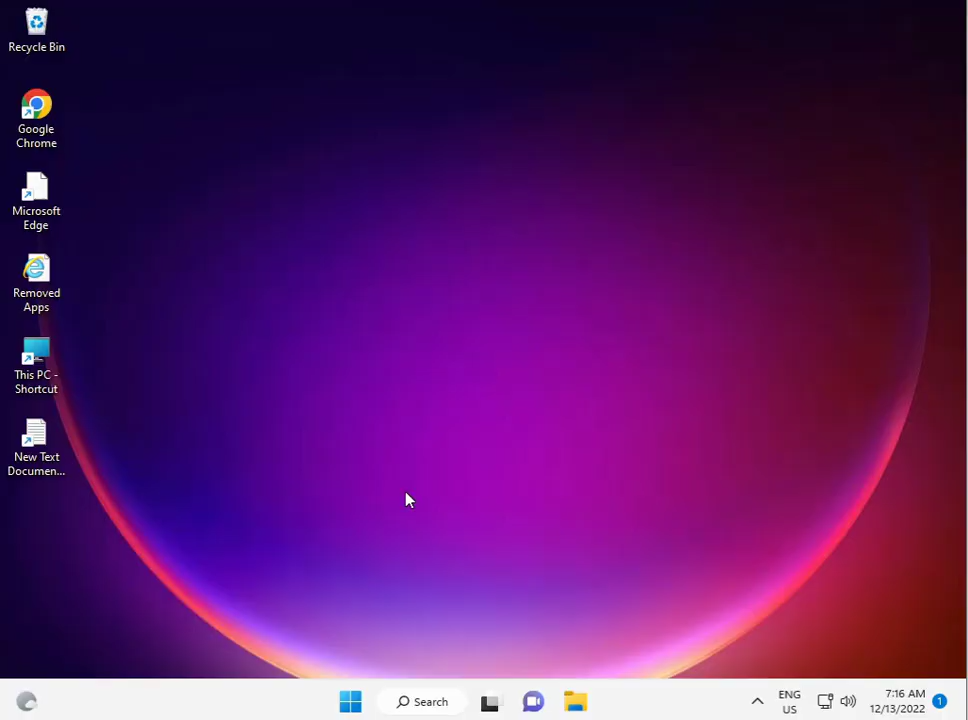 Recycle Bin
Google
Chrome
Microsoft
Edge
Removed
Apps
This PC -
Shortcut
New Text
Documen...
Search
ENG
US
7:16 AM
12/13/2022
1